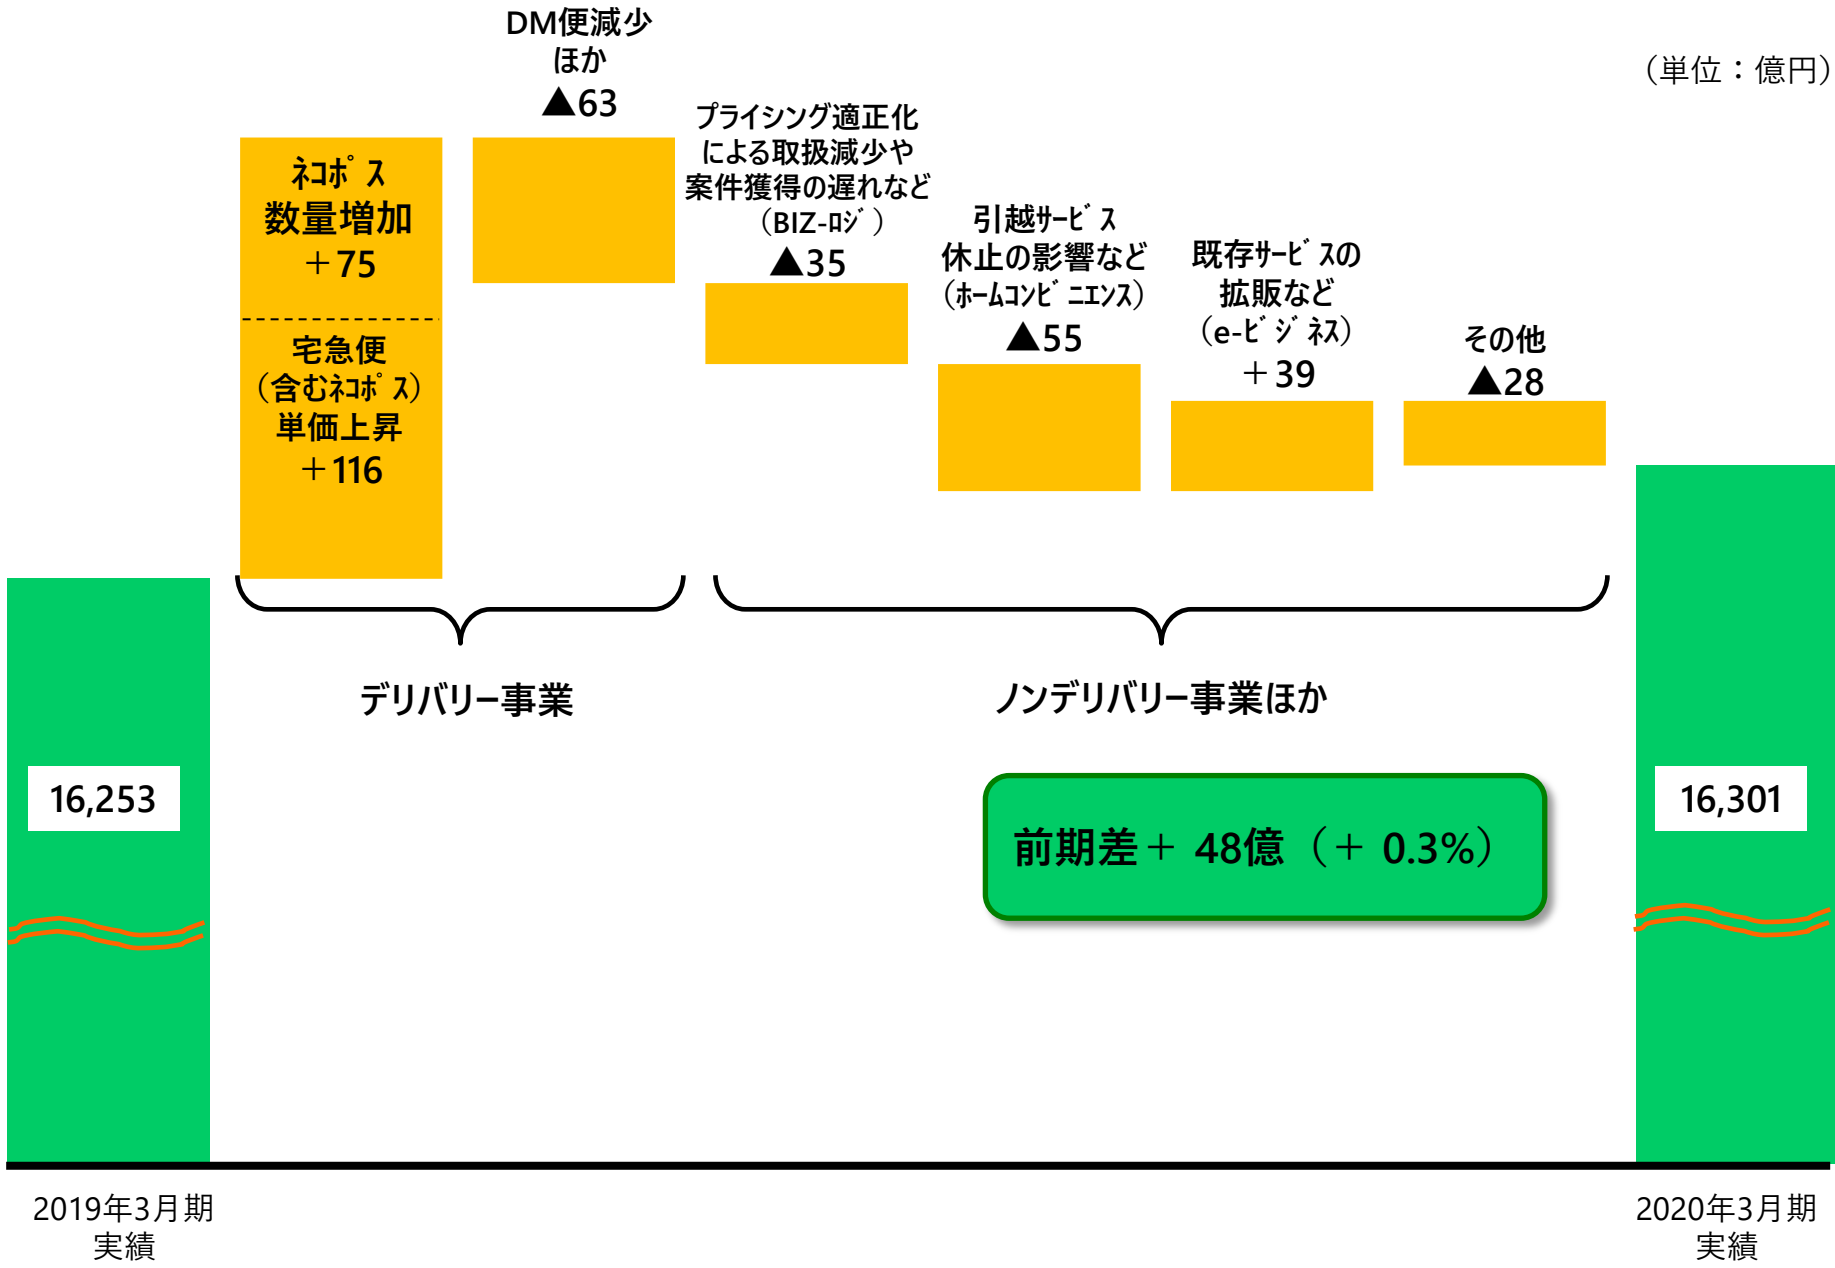 （単位：億円）
DM便減少
ほか
▲63
ﾈｺﾎﾟｽ
数量増加
＋75
宅急便
（含むﾈｺﾎﾟｽ）
単価上昇
＋116
プライシング適正化
による取扱減少や
案件獲得の遅れなど
（BIZ-ﾛｼﾞ）
▲35
引越ｻｰﾋﾞｽ
休止の影響など
（ﾎｰﾑｺﾝﾋﾞﾆｴﾝｽ）
▲55
既存ｻｰﾋﾞｽの
拡販など
（e-ﾋﾞｼﾞﾈｽ）
＋39
その他
▲28
デリバリー事業
ノンデリバリー事業ほか
16,253
前期差＋ 48億（＋ 0.3%）
16,301
2019年3月期
実績
2020年3月期
実績